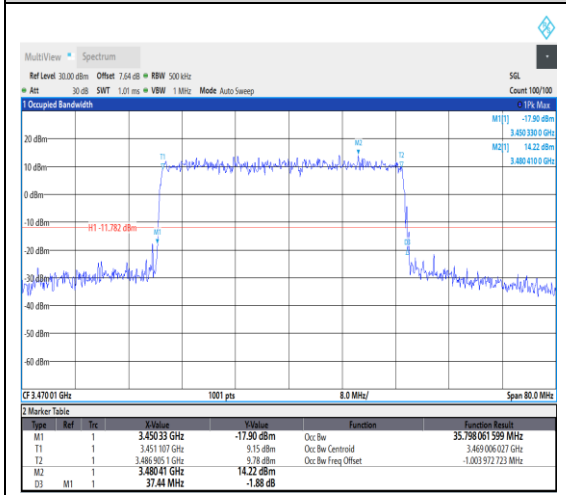 MultiView Spectrum
Ref Level 30.00 dBm Offset 7.64 dB RBW 500 kHz SGL
Att 30 dB SWT 1.01 ms VBW 1 MHz Mode Auto Sweep Count 100/100
1 Occupied Bandwidth 1Pk Max
M1[1] -17.90 dBm
3.450 330 0 GHz
M2[1] 14.22 dBm
3.480 410 0 GHz
20 dBm
M2
T1 T2
10 dBm
0 dBm
-10 dBm
H1 -11.782 dBm
M1
D3
-20 dBm
-30 dBm
-40 dBm
-50 dBm
-60 dBm
CF 3.470 01 GHz 1001 pts 8.0 MHz/ Span 80.0 MHz
2 Marker Table
Type Ref Trc X-Value Y-Value Function Function Result
M1 1 3.450 33 GHz -17.90 dBm Occ Bw 35.798 061 599 MHz
T1 1 3.451 107 GHz 9.15 dBm Occ Bw Centroid 3.469 006 027 GHz
T2 1 3.486 905 1 GHz 9.78 dBm Occ Bw Freq Offset -1.003 972 723 MHz
M2 1 3.480 41 GHz 14.22 dBm
D3 M1 1 37.44 MHz -1.88 dB